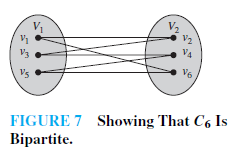 V₁ V₂
v₁ v₂
v₃ v₄
v₅ v₆
FIGURE 7 Showing That C₆ Is
Bipartite.